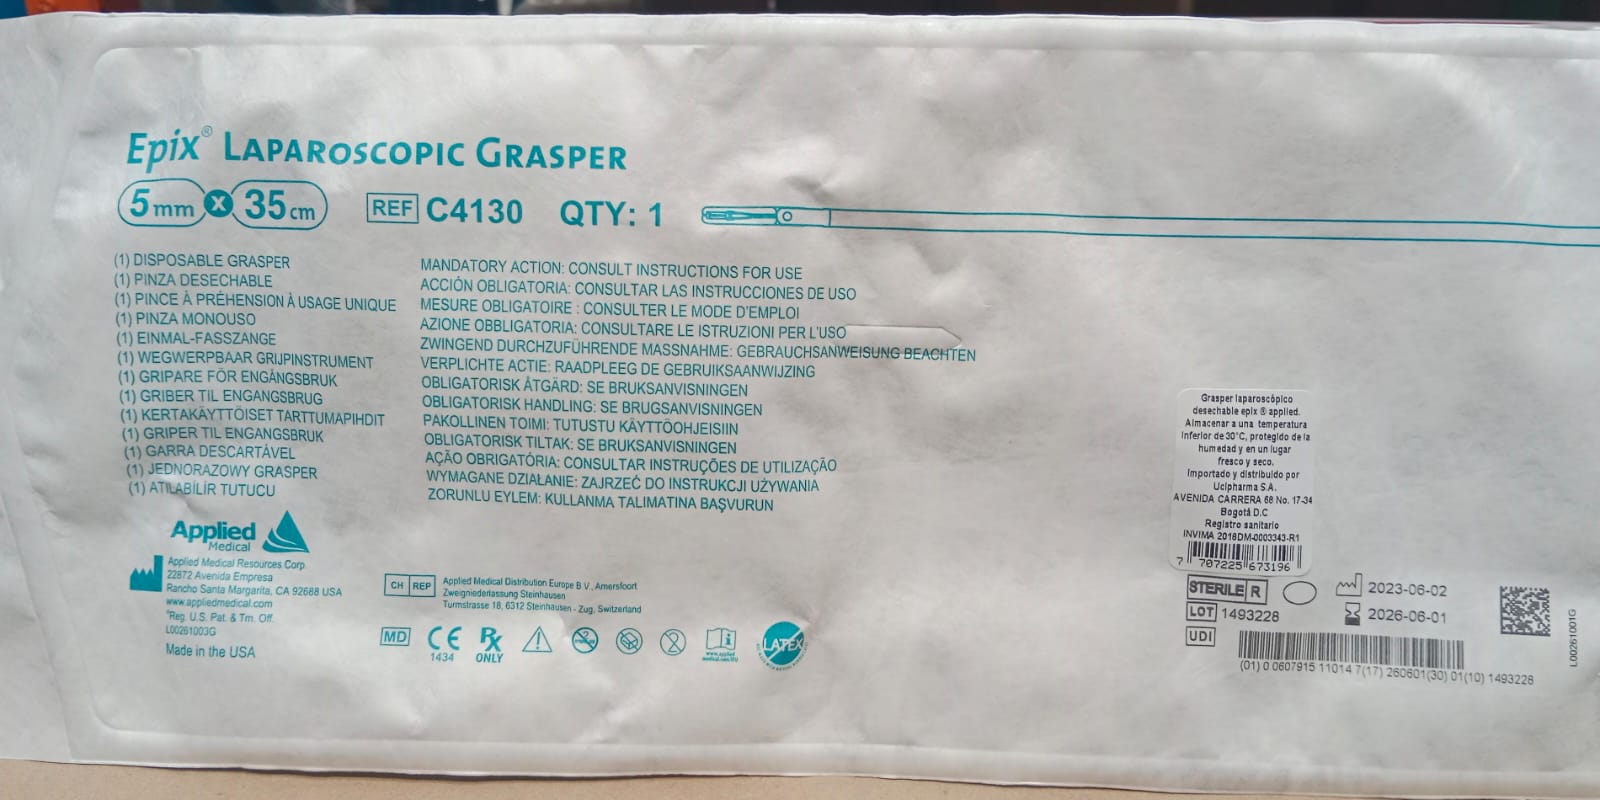 Epix® LAPAROSCOPIC GRASPER
5 mm x 35 cm REF C4130 QTY: 1
(1) DISPOSABLE GRASPER
(1) PINZA DESECHABLE
(1) PINCE À PRÉHENSION À USAGE UNIQUE
(1) PINZA MONOUSO
(1) EINMAL-FASSZANGE
(1) WEGWERPBAAR GRIJPINSTRUMENT
(1) GRIPARE FÖR ENGÅNGSBRUK
(1) GRIBER TIL ENGANGSBRUG
(1) KERTAKÄYTTÖISET TARTTUMAPIHDIT
(1) GRIPER TIL ENGANGSBRUK
(1) GARRA DESCARTÁVEL
(1) JEDNORAZOWY GRASPER
(1) ATILABİLİR TUTUCU
MANDATORY ACTION: CONSULT INSTRUCTIONS FOR USE
ACCIÓN OBLIGATORIA: CONSULTAR LAS INSTRUCCIONES DE USO
MESURE OBLIGATOIRE : CONSULTER LE MODE D'EMPLOI
AZIONE OBBLIGATORIA: CONSULTARE LE ISTRUZIONI PER L'USO
ZWINGEND DURCHZUFÜHRENDE MASSNAHME: GEBRAUCHSANWEISUNG BEACHTEN
VERPLICHTE ACTIE: RAADPLEEG DE GEBRUIKSAANWIJZING
OBLIGATORISK ÅTGÄRD: SE BRUKSANVISNINGEN
OBLIGATORISK HANDLING: SE BRUGSANVISNINGEN
PAKOLLINEN TOIMI: TUTUSTU KÄYTTÖOHJEISIIN
OBLIGATORISK TILTAK: SE BRUKSANVISNINGEN
AÇÃO OBRIGATÓRIA: CONSULTAR INSTRUÇÕES DE UTILIZAÇÃO
WYMAGANE DZIAŁANIE: ZAJRZEĆ DO INSTRUKCJI UŻYWANIA
ZORUNLU EYLEM: KULLANMA TALIMATINA BAŞVURUN
Applied
Medical
Applied Medical Resources Corp.
22872 Avenida Empresa
Rancho Santa Margarita, CA 92688 USA
www.appliedmedical.com
®Reg. U.S. Pat. & Tm. Off.
L00261003G
Made in the USA
CH REP
Applied Medical Distribution Europe B.V., Amersfoort
Zweigniederlassung Steinhausen
Turmstrasse 18, 6312 Steinhausen - Zug, Switzerland
MD CE 1434 Rx ONLY
www.applied
medical.com/IFU
LATEX
Grasper laparoscópico
desechable epix ® applied.
Almacenar a una temperatura
inferior de 30°C, protegido de la
humedad y en un lugar
fresco y seco.
Importado y distribuido por
Ucipharma S.A.
AVENIDA CARRERA 68 No. 17-34
Bogotá D.C
Registro sanitario
INVIMA 2018DM-0003343-R1
7 707225 673196
STERILE R 2023-06-02
LOT 1493228 2026-06-01
UDI
(01) 0 0607915 11014 7(17) 260601(30) 01(10) 1493228
L00261001G